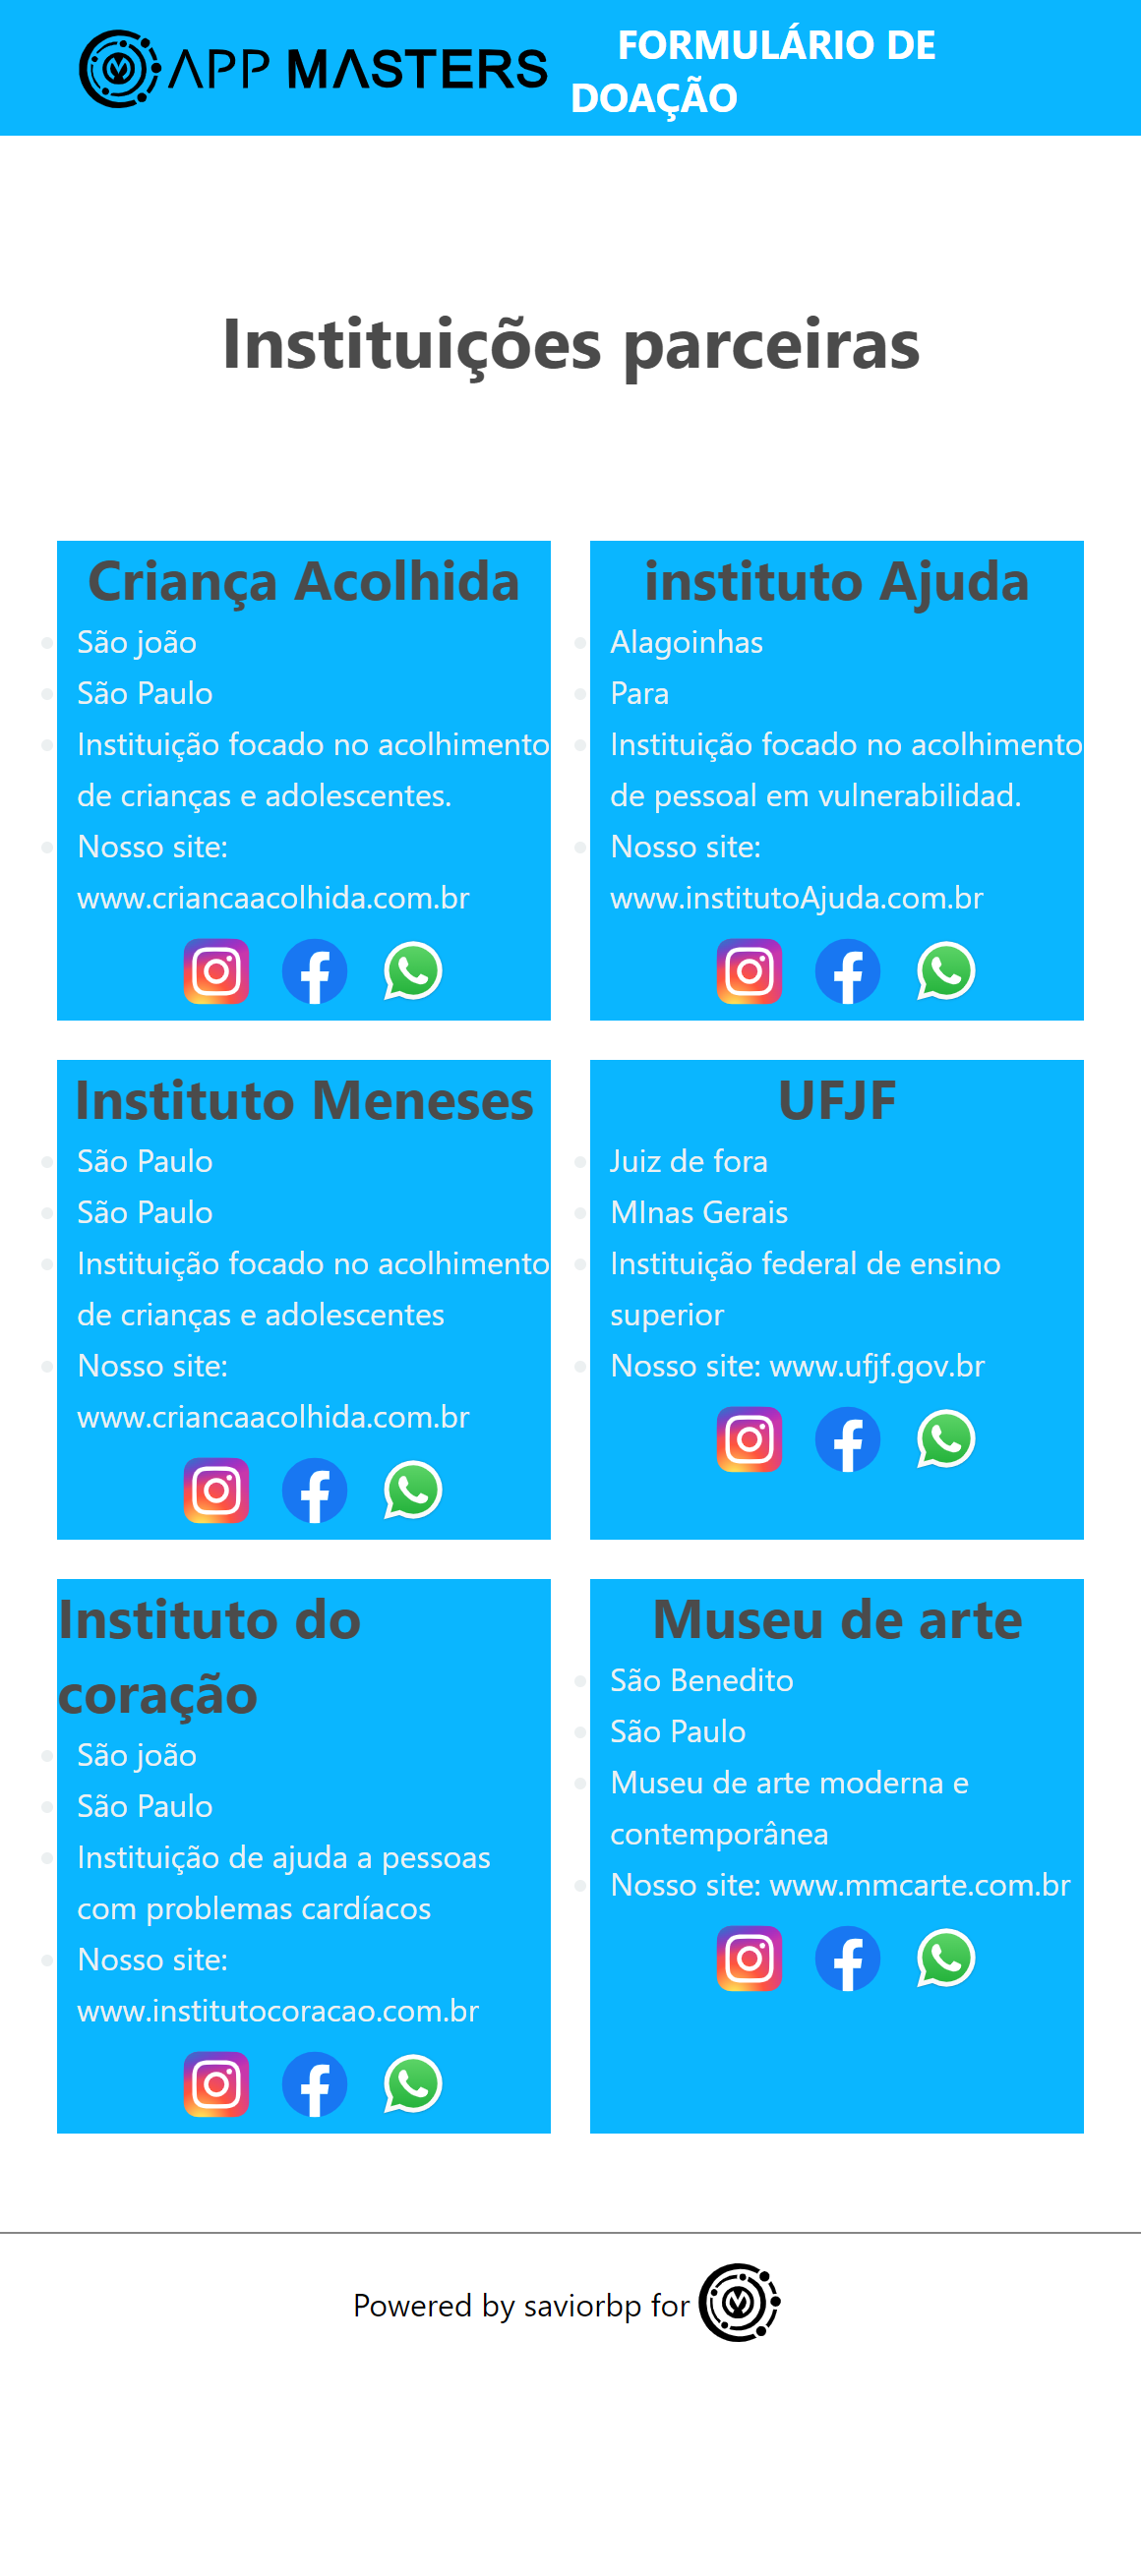 APP MASTERS
FORMULÁRIO DE
DOAÇÃO
Instituições parceiras
Criança Acolhida
São joão
São Paulo
Instituição focado no acolhimento
de crianças e adolescentes.
Nosso site:
www.criancaacolhida.com.br
instituto Ajuda
Alagoinhas
Para
Instituição focado no acolhimento
de pessoal em vulnerabilidad.
Nosso site:
www.institutoAjuda.com.br
Instituto Meneses
São Paulo
São Paulo
Instituição focado no acolhimento
de crianças e adolescentes
Nosso site:
www.criancaacolhida.com.br
UFJF
Juiz de fora
MInas Gerais
Instituição federal de ensino
superior
Nosso site: www.ufjf.gov.br
Instituto do
coração
São joão
São Paulo
Instituição de ajuda a pessoas
com problemas cardíacos
Nosso site:
www.institutocoracao.com.br
Museu de arte
São Benedito
São Paulo
Museu de arte moderna e
contemporânea
Nosso site: www.mmcarte.com.br
Powered by saviorbp for